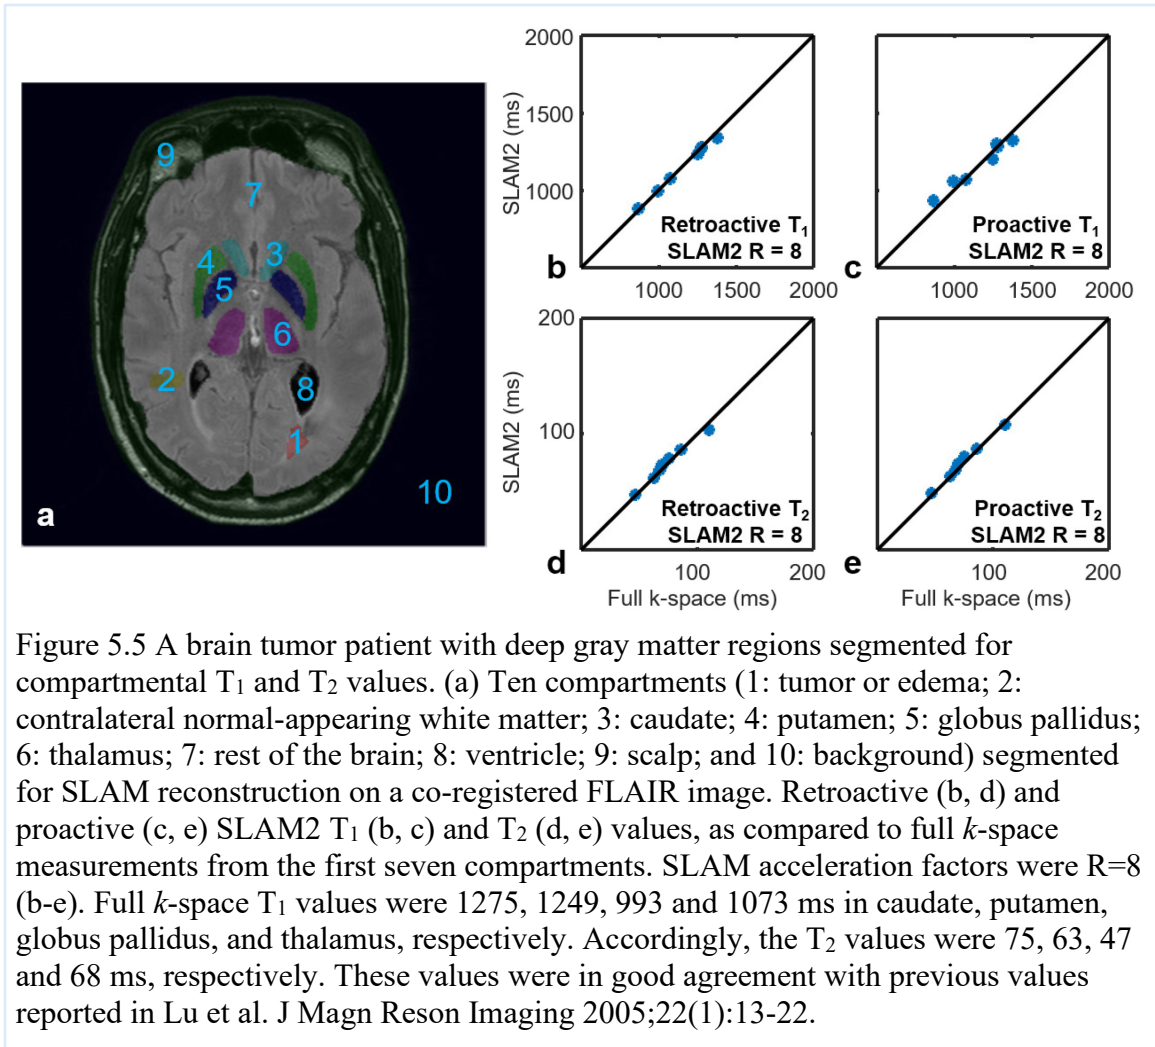 9
7
4
3
5
6
2
8
1
10
a
2000
1500
1000
SLAM2 (ms)
Retroactive T₁
SLAM2 R = 8
b
1000
1500
2000
Proactive T₁
SLAM2 R = 8
c
1000
1500
2000
200
100
SLAM2 (ms)
Retroactive T₂
SLAM2 R = 8
d
100
200
Full k-space (ms)
Proactive T₂
SLAM2 R = 8
e
100
200
Full k-space (ms)
Figure 5.5 A brain tumor patient with deep gray matter regions segmented for
compartmental T₁ and T₂ values. (a) Ten compartments (1: tumor or edema; 2:
contralateral normal-appearing white matter; 3: caudate; 4: putamen; 5: globus pallidus;
6: thalamus; 7: rest of the brain; 8: ventricle; 9: scalp; and 10: background) segmented
for SLAM reconstruction on a co-registered FLAIR image. Retroactive (b, d) and
proactive (c, e) SLAM2 T₁ (b, c) and T₂ (d, e) values, as compared to full k-space
measurements from the first seven compartments. SLAM acceleration factors were R=8
(b-e). Full k-space T₁ values were 1275, 1249, 993 and 1073 ms in caudate, putamen,
globus pallidus, and thalamus, respectively. Accordingly, the T₂ values were 75, 63, 47
and 68 ms, respectively. These values were in good agreement with previous values
reported in Lu et al. J Magn Reson Imaging 2005;22(1):13-22.